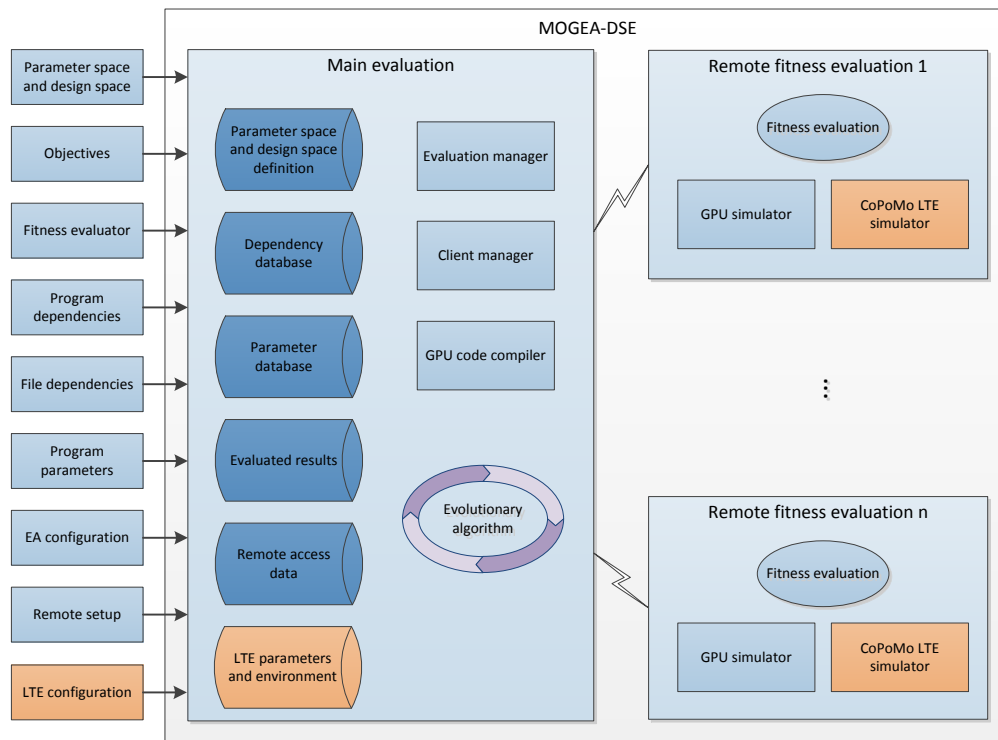 MOGEA-DSE
Parameter space
and design space
Objectives
Fitness evaluator
Program
dependencies
File dependencies
Program
parameters
EA configuration
Remote setup
LTE configuration
Main evaluation
Parameter space
and design space
definition
Dependency
database
Parameter
database
Evaluated results
Remote access
data
LTE parameters
and environment
Evaluation manager
Client manager
GPU code compiler
Evolutionary
algorithm
Remote fitness evaluation 1
Fitness evaluation
GPU simulator
CoPoMo LTE
simulator
...
Remote fitness evaluation n
Fitness evaluation
GPU simulator
CoPoMo LTE
simulator